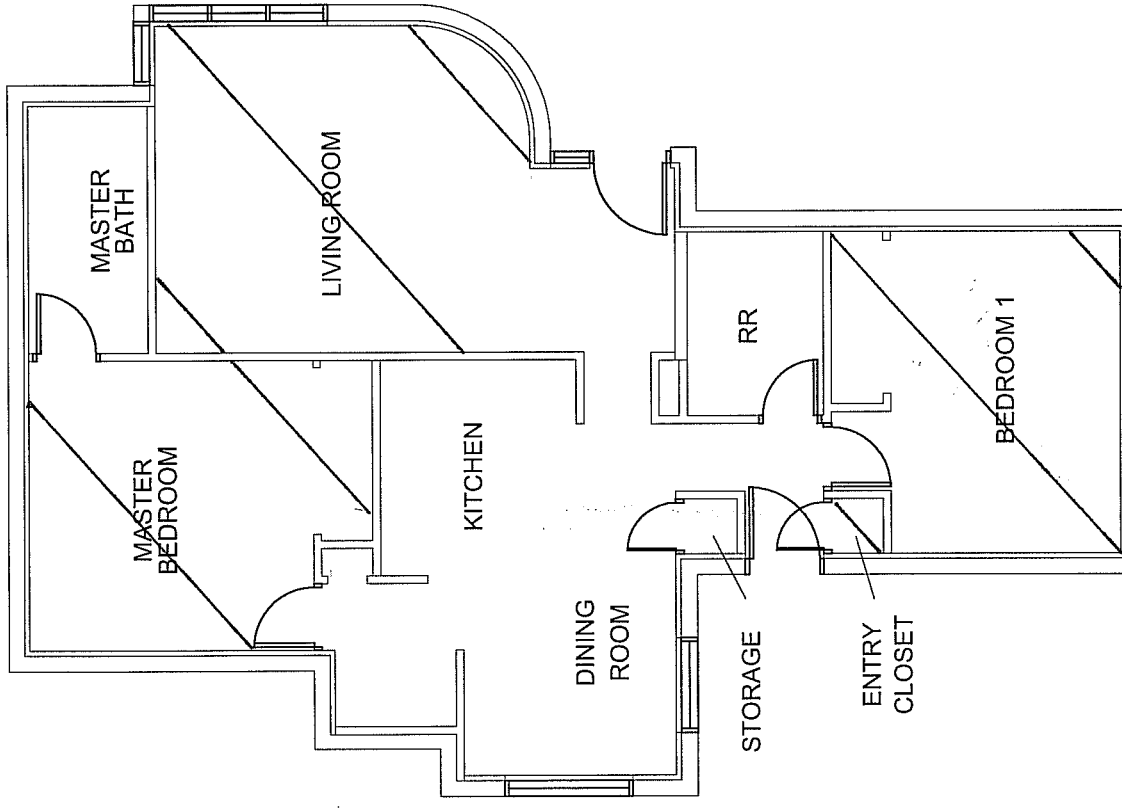 MASTER
BATH
LIVING ROOM
MASTER
BEDROOM
KITCHEN
RR
BEDROOM 1
DINING
ROOM
STORAGE
ENTRY
CLOSET